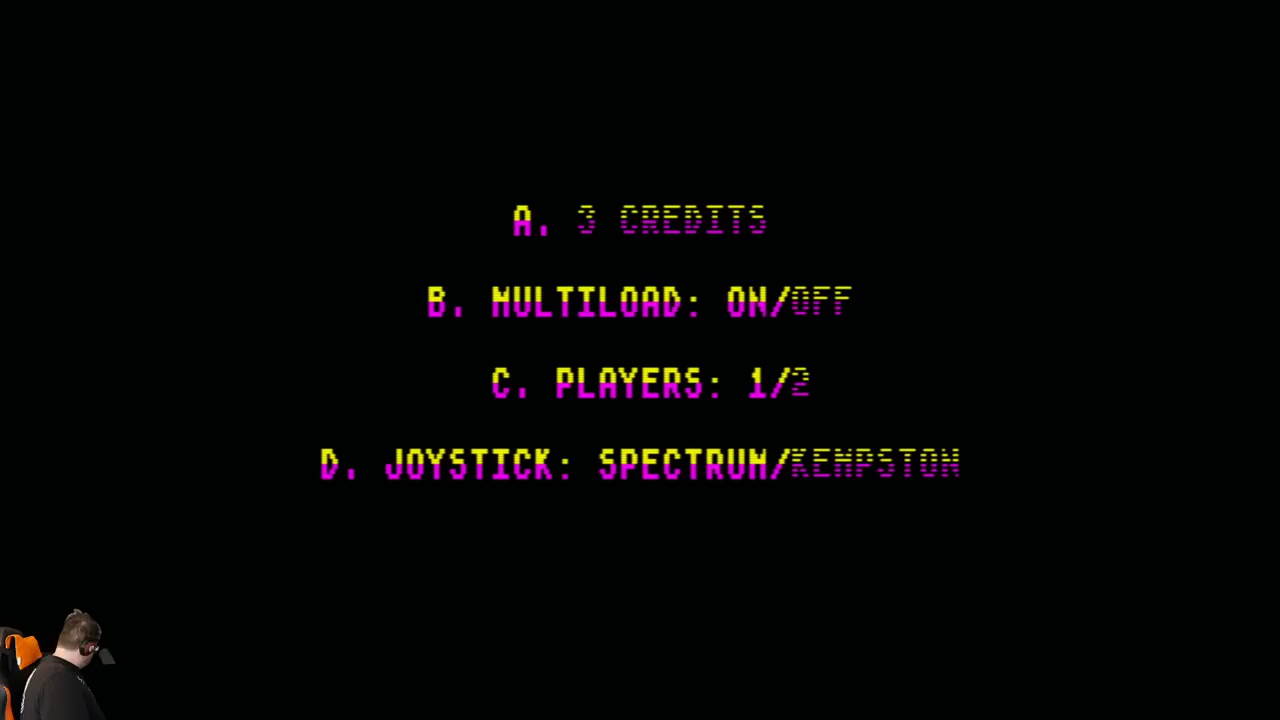 A. 3 CREDITS
B. MULTILOAD: ON/OFF
C. PLAYERS: 1/2
D. JOYSTICK: SPECTRUM/KEMPSTON